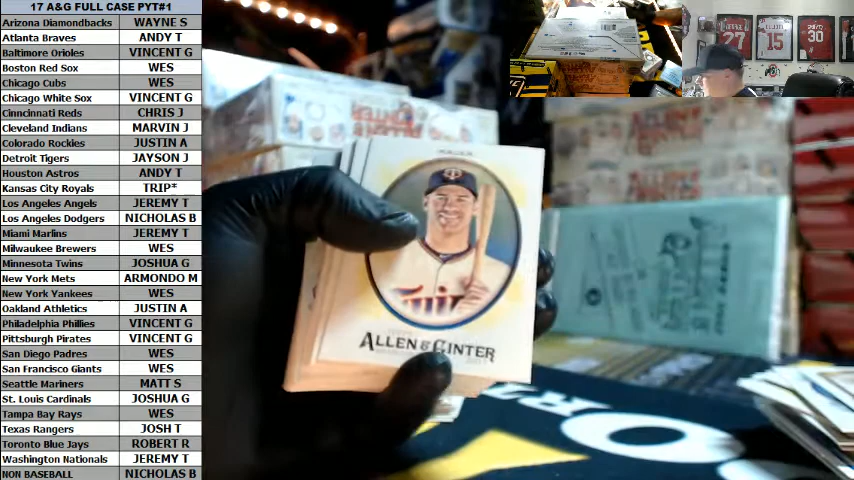 17 A&G FULL CASE PYT#1
Arizona Diamondbacks WAYNE S
Atlanta Braves ANDY T
Baltimore Orioles VINCENT G
Boston Red Sox WES
Chicago Cubs WES
Chicago White Sox VINCENT G
Cinncinnati Reds CHRIS J
Cleveland Indians MARVIN J
Colorado Rockies JUSTIN A
Detroit Tigers JAYSON J
Houston Astros ANDY T
Kansas City Royals TRIP*
Los Angeles Angels JEREMY T
Los Angeles Dodgers NICHOLAS B
Miami Marlins JEREMY T
Milwaukee Brewers WES
Minnesota Twins JOSHUA G
New York Mets ARMONDO M
New York Yankees WES
Oakland Athletics JUSTIN A
Philadelphia Phillies VINCENT G
Pittsburgh Pirates VINCENT G
San Diego Padres WES
San Francisco Giants WES
Seattle Mariners MATT S
St. Louis Cardinals JOSHUA G
Tampa Bay Rays WES
Texas Rangers JOSH T
Toronto Blue Jays ROBERT R
Washington Nationals JEREMY T
NON BASEBALL NICHOLAS B
27
15
30
ALLEN & GINTER